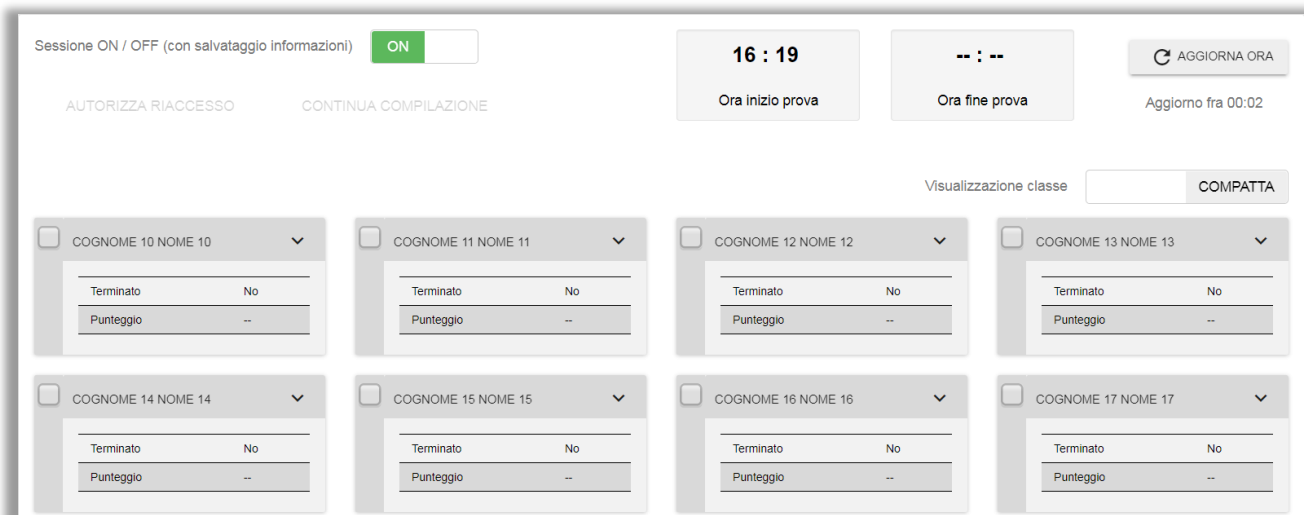 Sessione ON / OFF (con salvataggio informazioni) ON
16 : 19
Ora inizio prova
-- : --
Ora fine prova
AGGIORNA ORA
Aggiorno fra 00:02
AUTORIZZA RIACCESSO CONTINUA COMPILAZIONE
Visualizzazione classe COMPATTA
COGNOME 10 NOME 10
Terminato No
Punteggio --
COGNOME 11 NOME 11
Terminato No
Punteggio --
COGNOME 12 NOME 12
Terminato No
Punteggio --
COGNOME 13 NOME 13
Terminato No
Punteggio --
COGNOME 14 NOME 14
Terminato No
Punteggio --
COGNOME 15 NOME 15
Terminato No
Punteggio --
COGNOME 16 NOME 16
Terminato No
Punteggio --
COGNOME 17 NOME 17
Terminato No
Punteggio --